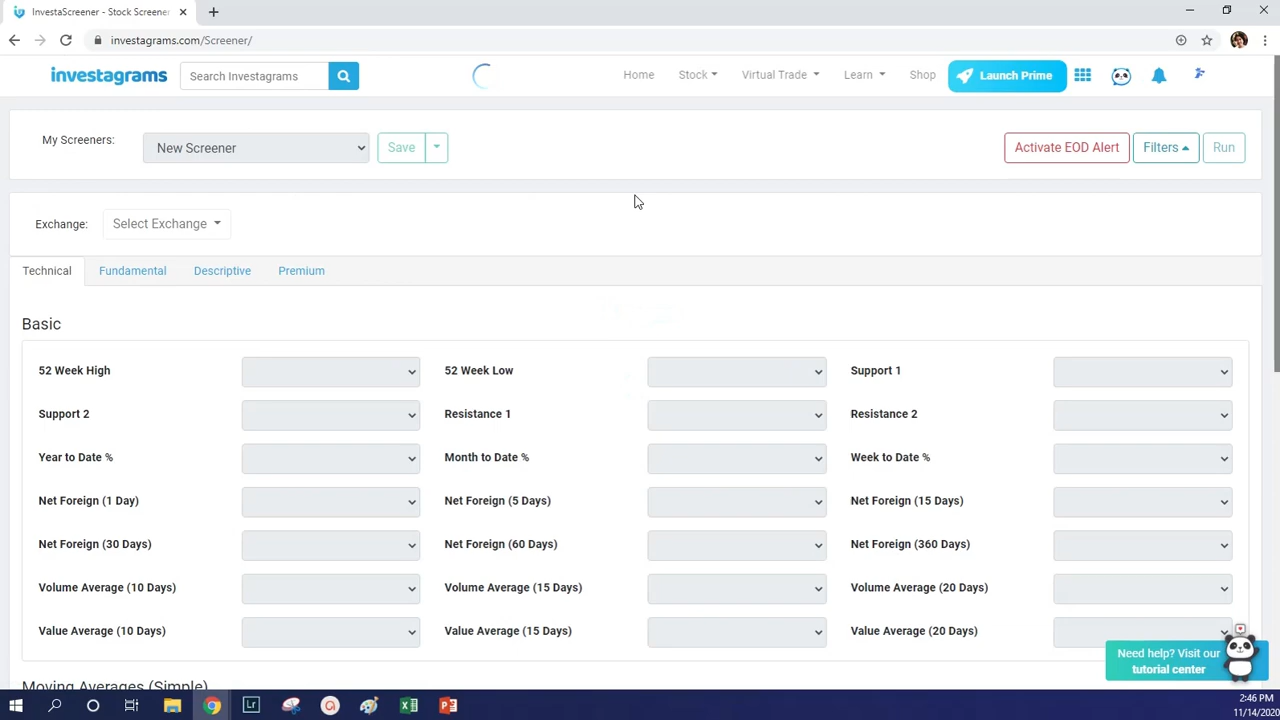 InvestaScreener - Stock Screener
investagrams.com/Screener/
investagrams
Search Investagrams
Home
Stock
Virtual Trade
Learn
Shop
Launch Prime
My Screeners:
New Screener
Save
Activate EOD Alert
Filters
Run
Exchange:
Select Exchange
Technical
Fundamental
Descriptive
Premium
Basic
52 Week High
52 Week Low
Support 1
Support 2
Resistance 1
Resistance 2
Year to Date %
Month to Date %
Week to Date %
Net Foreign (1 Day)
Net Foreign (5 Days)
Net Foreign (15 Days)
Net Foreign (30 Days)
Net Foreign (60 Days)
Net Foreign (360 Days)
Volume Average (10 Days)
Volume Average (15 Days)
Volume Average (20 Days)
Value Average (10 Days)
Value Average (15 Days)
Value Average (20 Days)
Need help? Visit our
tutorial center
Moving Averages (Simple)
2:46 PM
11/14/2020